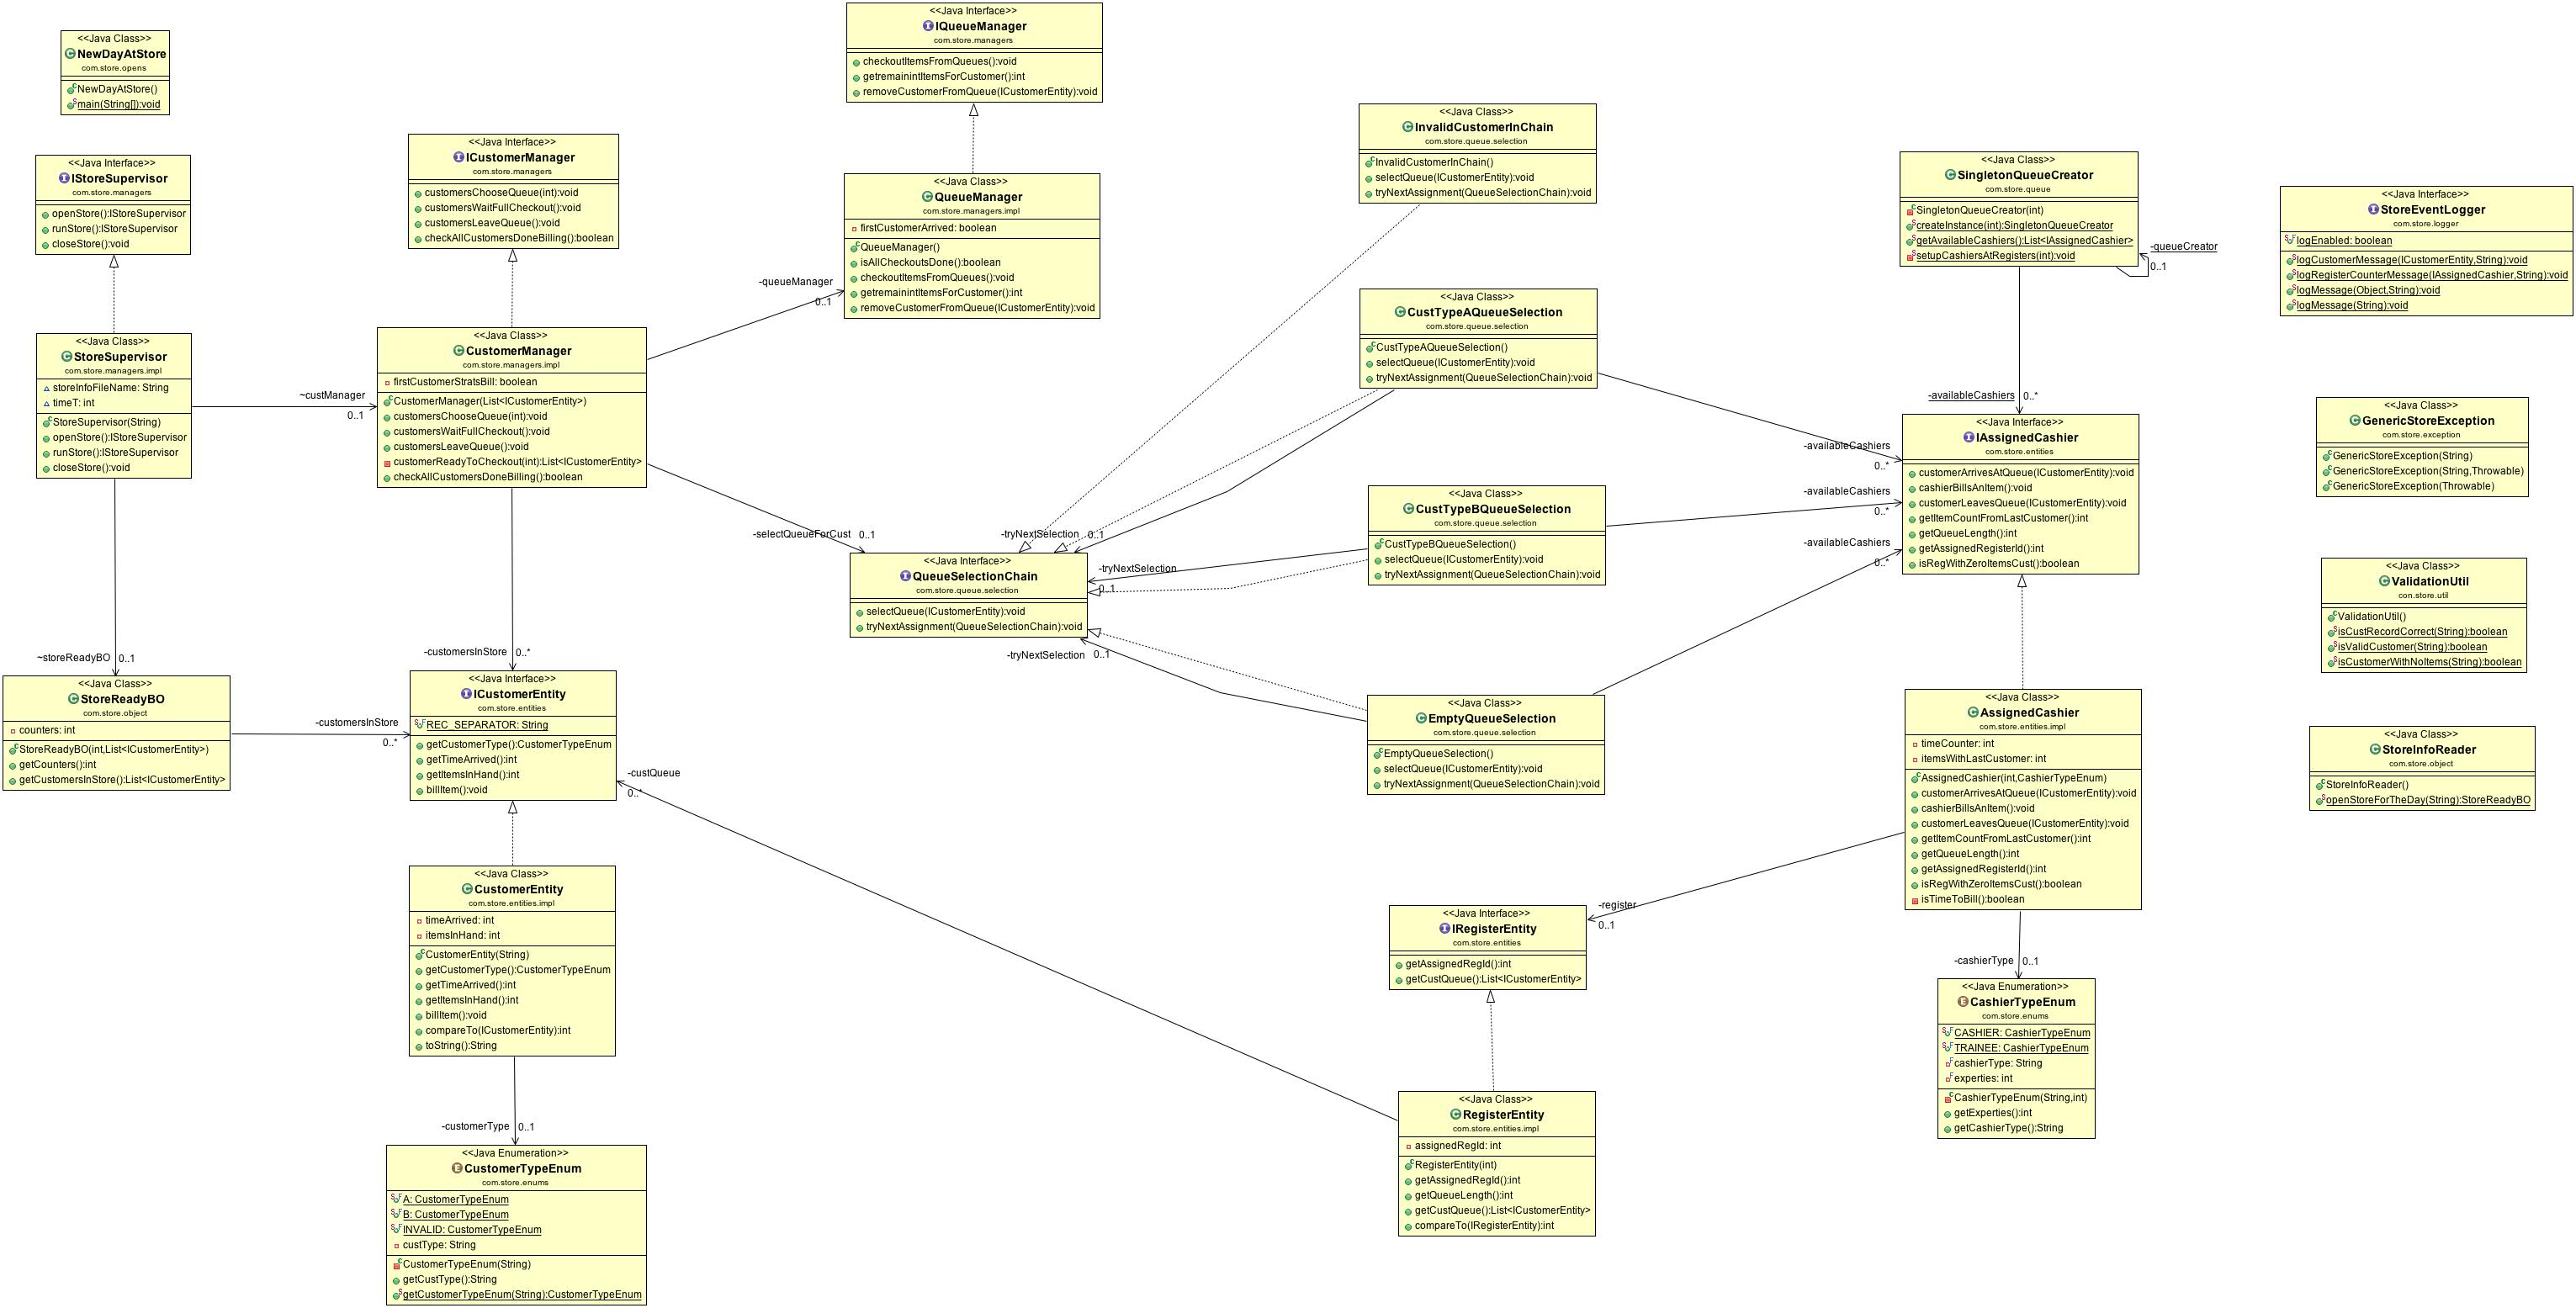 <<Java Class>>
NewDayAtStore
com.store.opens
NewDayAtStore()
main(String[]):void
<<Java Interface>>
IStoreSupervisor
com.store.managers
openStore():IStoreSupervisor
runStore():IStoreSupervisor
closeStore():void
<<Java Class>>
StoreSupervisor
com.store.managers.impl
storeInfoFileName: String
timeT: int
StoreSupervisor(String)
openStore():IStoreSupervisor
runStore():IStoreSupervisor
closeStore():void
~custManager
0..1
~storeReadyBO
0..1
<<Java Class>>
StoreReadyBO
com.store.object
counters: int
StoreReadyBO(int,List<ICustomerEntity>)
getCounters():int
getCustomersInStore():List<ICustomerEntity>
-customersInStore
0..*
<<Java Interface>>
ICustomerManager
com.store.managers
customersChooseQueue(int):void
customersWaitFullCheckout():void
customersLeaveQueue():void
checkAllCustomersDoneBilling():boolean
<<Java Class>>
CustomerManager
com.store.managers.impl
firstCustomerStratsBill: boolean
CustomerManager(List<ICustomerEntity>)
customersChooseQueue(int):void
customersWaitFullCheckout():void
customersLeaveQueue():void
customerReadyToCheckout(int):List<ICustomerEntity>
checkAllCustomersDoneBilling():boolean
-queueManager
0..1
-selectQueueForCust
0..1
-customersInStore
0..*
<<Java Interface>>
ICustomerEntity
com.store.entities
REC_SEPARATOR: String
getCustomerType():CustomerTypeEnum
getTimeArrived():int
getItemsInHand():int
billItem():void
-custQueue
0..*
<<Java Class>>
CustomerEntity
com.store.entities.impl
timeArrived: int
itemsInHand: int
CustomerEntity(String)
getCustomerType():CustomerTypeEnum
getTimeArrived():int
getItemsInHand():int
billItem():void
compareTo(ICustomerEntity):int
toString():String
-customerType
0..1
<<Java Enumeration>>
CustomerTypeEnum
com.store.enums
A: CustomerTypeEnum
B: CustomerTypeEnum
INVALID: CustomerTypeEnum
custType: String
CustomerTypeEnum(String)
getCustType():String
getCustomerTypeEnum(String):CustomerTypeEnum
<<Java Interface>>
IQueueManager
com.store.managers
checkoutItemsFromQueues():void
getremainintItemsForCustomer():int
removeCustomerFromQueue(ICustomerEntity):void
<<Java Class>>
QueueManager
com.store.managers.impl
firstCustomerArrived: boolean
QueueManager()
isAllCheckoutsDone():boolean
checkoutItemsFromQueues():void
getremainintItemsForCustomer():int
removeCustomerFromQueue(ICustomerEntity):void
-tryNextSelection
0..1
-tryNextSelection
0..1
<<Java Interface>>
QueueSelectionChain
com.store.queue.selection
selectQueue(ICustomerEntity):void
tryNextAssignment(QueueSelectionChain):void
-tryNextSelection
0..1
<<Java Class>>
InvalidCustomerInChain
com.store.queue.selection
InvalidCustomerInChain()
selectQueue(ICustomerEntity):void
tryNextAssignment(QueueSelectionChain):void
<<Java Class>>
CustTypeAQueueSelection
com.store.queue.selection
CustTypeAQueueSelection()
selectQueue(ICustomerEntity):void
tryNextAssignment(QueueSelectionChain):void
<<Java Class>>
CustTypeBQueueSelection
com.store.queue.selection
CustTypeBQueueSelection()
selectQueue(ICustomerEntity):void
tryNextAssignment(QueueSelectionChain):void
<<Java Class>>
EmptyQueueSelection
com.store.queue.selection
EmptyQueueSelection()
selectQueue(ICustomerEntity):void
tryNextAssignment(QueueSelectionChain):void
-register
0..1
<<Java Interface>>
IRegisterEntity
com.store.entities
getAssignedRegId():int
getCustQueue():List<ICustomerEntity>
<<Java Class>>
RegisterEntity
com.store.entities.impl
assignedRegId: int
RegisterEntity(int)
getAssignedRegId():int
getQueueLength():int
getCustQueue():List<ICustomerEntity>
compareTo(IRegisterEntity):int
<<Java Class>>
SingletonQueueCreator
com.store.queue
SingletonQueueCreator(int)
createInstance(int):SingletonQueueCreator
getAvailableCashiers():List<IAssignedCashier>
setupCashiersAtRegisters(int):void
-queueCreator
0..1
-availableCashiers
0..*
-availableCashiers
0..*
-availableCashiers
0..*
-availableCashiers
0..*
<<Java Interface>>
IAssignedCashier
com.store.entities
customerArrivesAtQueue(ICustomerEntity):void
cashierBillsAnItem():void
customerLeavesQueue(ICustomerEntity):void
getItemCountFromLastCustomer():int
getQueueLength():int
getAssignedRegisterId():int
isRegWithZeroItemsCust():boolean
<<Java Class>>
AssignedCashier
com.store.entities.impl
timeCounter: int
itemsWithLastCustomer: int
AssignedCashier(int,CashierTypeEnum)
customerArrivesAtQueue(ICustomerEntity):void
cashierBillsAnItem():void
customerLeavesQueue(ICustomerEntity):void
getItemCountFromLastCustomer():int
getQueueLength():int
getAssignedRegisterId():int
isRegWithZeroItemsCust():boolean
isTimeToBill():boolean
-cashierType
0..1
<<Java Enumeration>>
CashierTypeEnum
com.store.enums
CASHIER: CashierTypeEnum
TRAINEE: CashierTypeEnum
cashierType: String
experties: int
CashierTypeEnum(String,int)
getExperties():int
getCashierType():String
<<Java Interface>>
StoreEventLogger
com.store.logger
logEnabled: boolean
logCustomerMessage(ICustomerEntity,String):void
logRegisterCounterMessage(IAssignedCashier,String):void
logMessage(Object,String):void
logMessage(String):void
<<Java Class>>
GenericStoreException
com.store.exception
GenericStoreException(String)
GenericStoreException(String,Throwable)
GenericStoreException(Throwable)
<<Java Class>>
ValidationUtil
con.store.util
ValidationUtil()
isCustRecordCorrect(String):boolean
isValidCustomer(String):boolean
isCustomerWithNoItems(String):boolean
<<Java Class>>
StoreInfoReader
com.store.object
StoreInfoReader()
openStoreForTheDay(String):StoreReadyBO